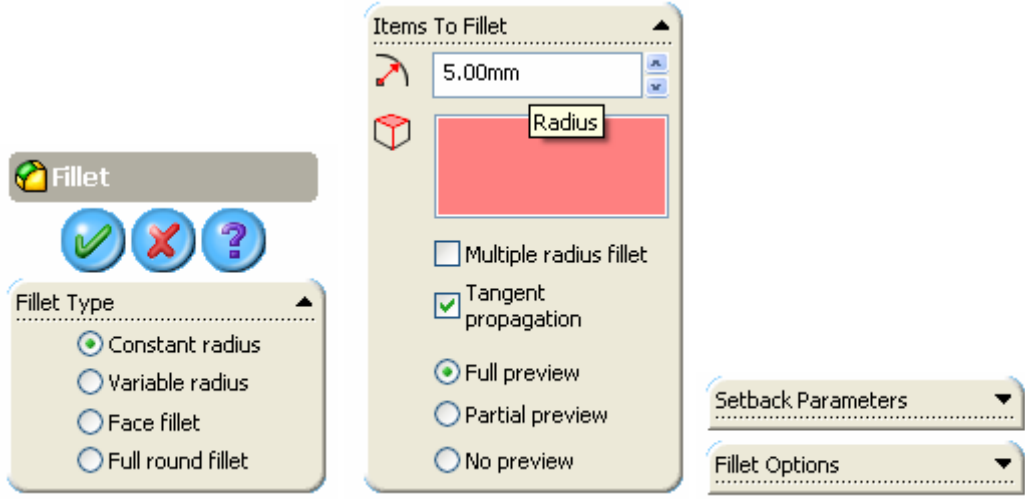 Fillet
Fillet Type
Constant radius
Variable radius
Face fillet
Full round fillet
Items To Fillet
5.00mm
Radius
Multiple radius fillet
Tangent
propagation
Full preview
Partial preview
No preview
Setback Parameters
Fillet Options